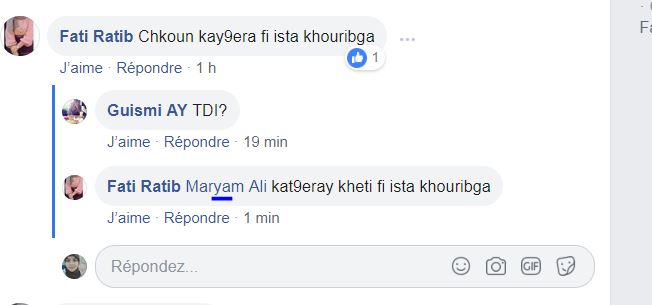 Fati Ratib Chkoun kay9era fi ista khouribga
1
J'aime · Répondre · 1 h
Guismi AY TDI?
J'aime · Répondre · 19 min
Fati Ratib Maryam Ali kat9eray kheti fi ista khouribga
J'aime · Répondre · 1 min
Répondez...
GIF